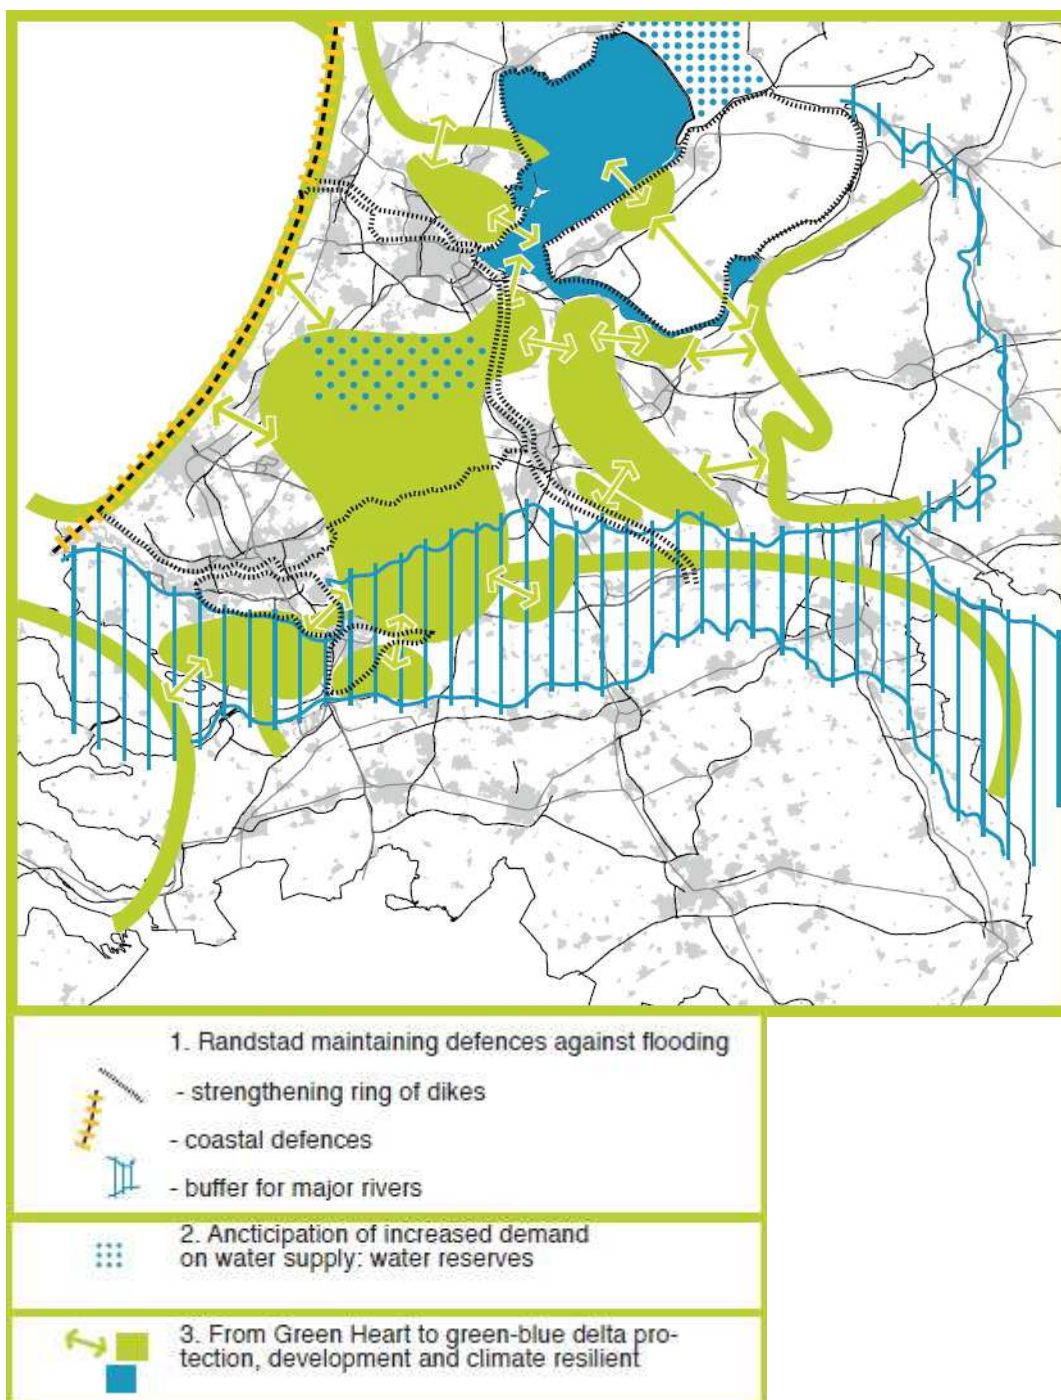 1. Randstad maintaining defences against flooding
- strengthening ring of dikes
- coastal defences
- buffer for major rivers
2. Ancticipation of increased demand
on water supply: water reserves
3. From Green Heart to green-blue delta pro-
tection, development and climate resilient